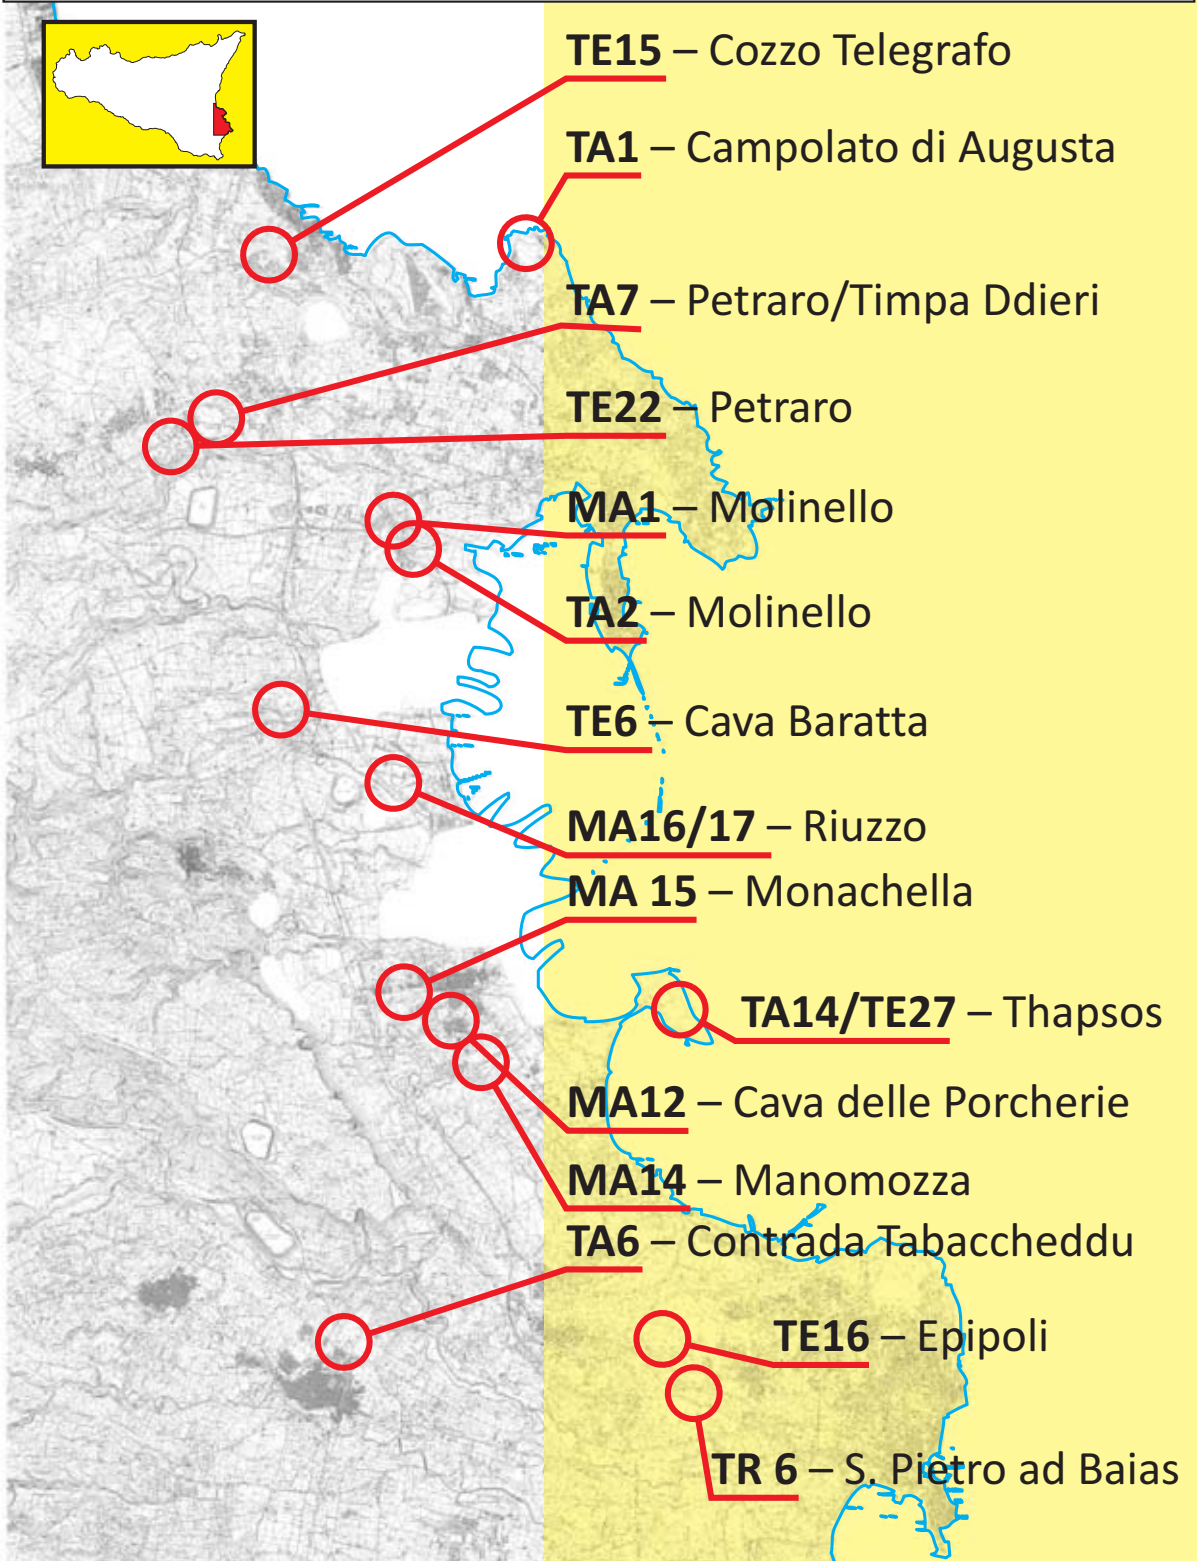 TE15 – Cozzo Telegrafo
TA1 – Campolato di Augusta
TA7 – Petraro/Timpa Ddieri
TE22 – Petraro
MA1 – Molinello
TA2 – Molinello
TE6 – Cava Baratta
MA16/17 – Riuzzo
MA 15 – Monachella
TA14/TE27 – Thapsos
MA12 – Cava delle Porcherie
MA14 – Manomozza
TA6 – Contrada Tabaccheddu
TE16 – Epipoli
TR 6 – S. Pietro ad Baias